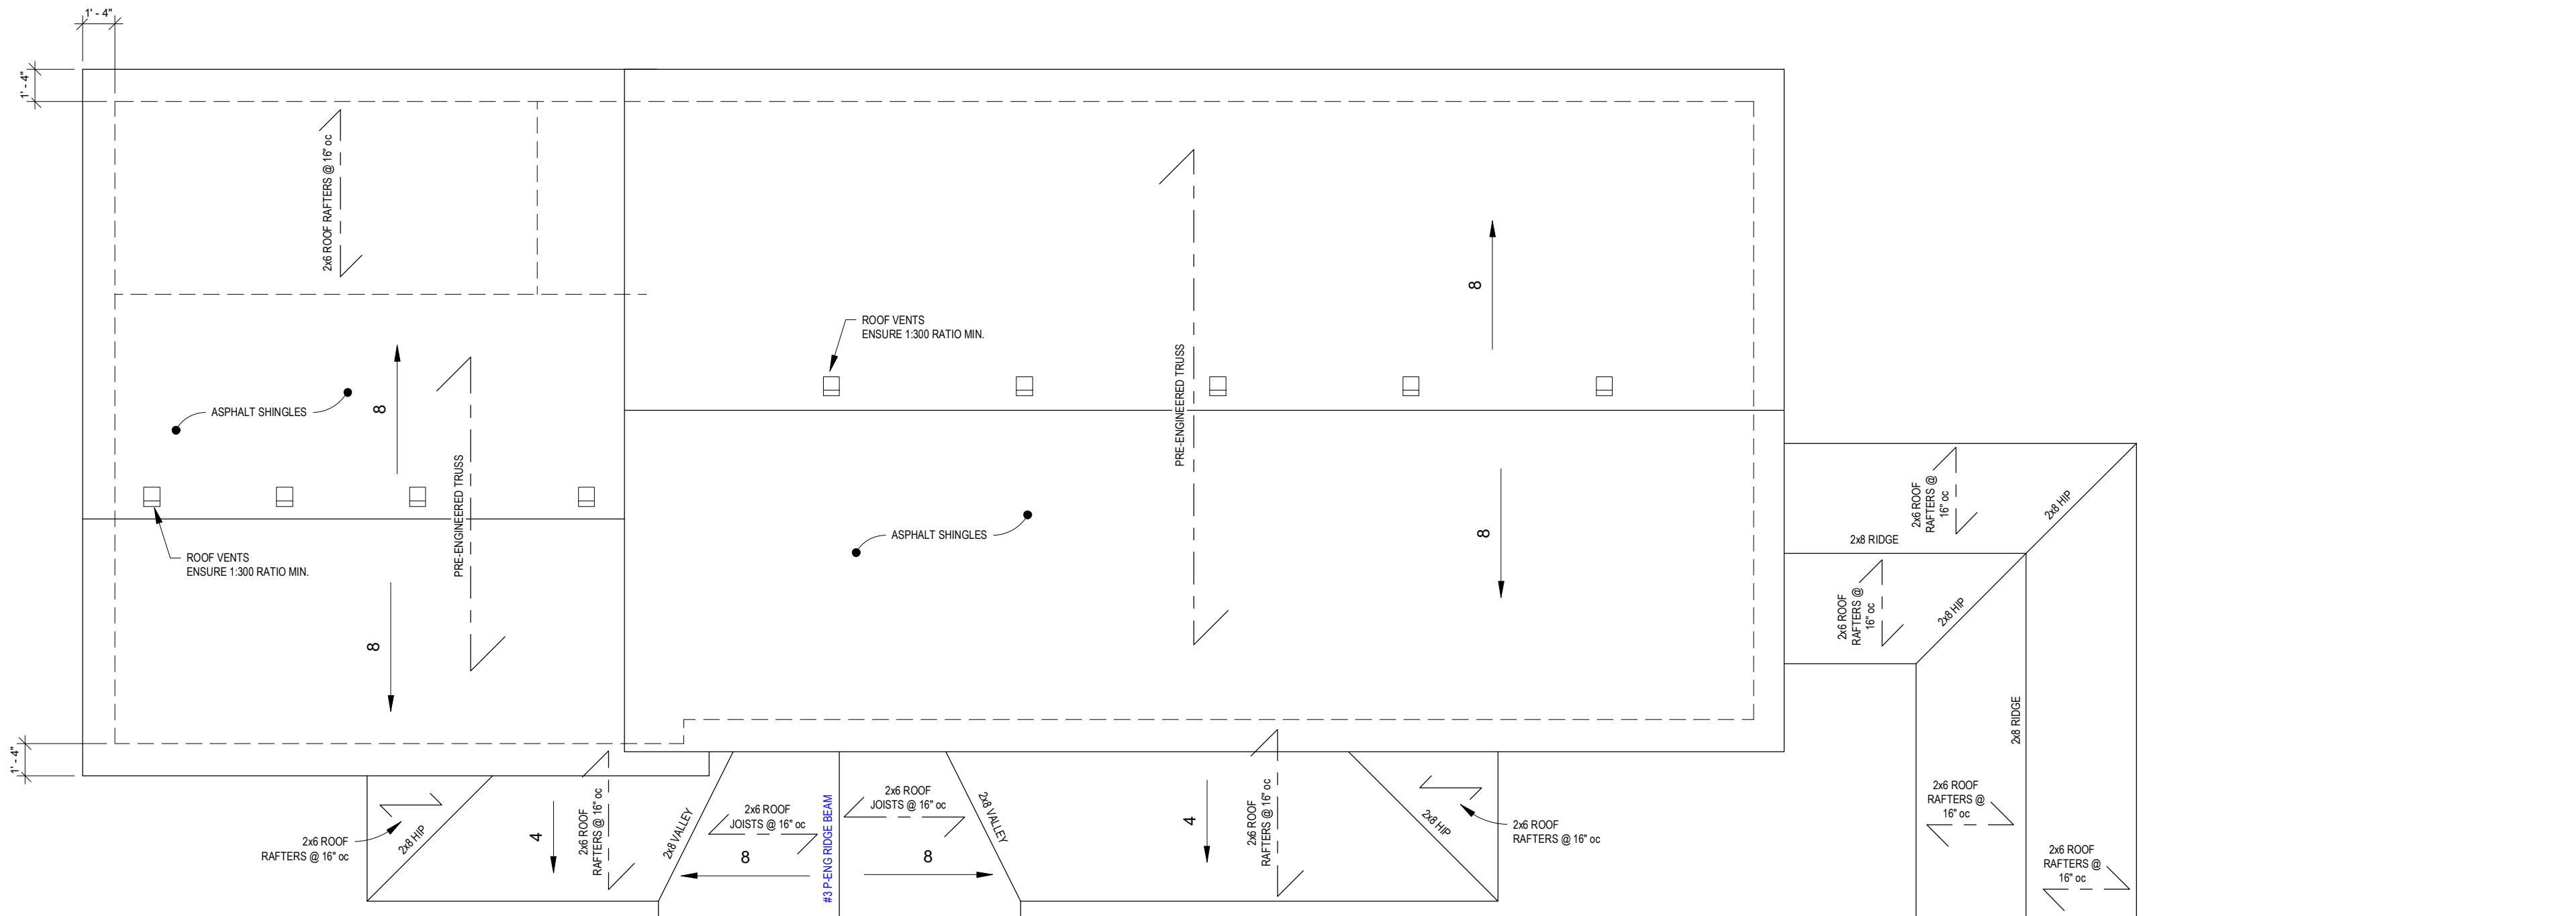 1' - 4"
1' - 4"
2x6 ROOF RAFTERS @ 16" oc
8
ROOF VENTS
ENSURE 1:300 RATIO MIN.
PRE-ENGINEERED TRUSS
ASPHALT SHINGLES
8
PRE-ENGINEERED TRUSS
ROOF VENTS
ENSURE 1:300 RATIO MIN.
8
ASPHALT SHINGLES
8
2x6 ROOF
RAFTERS @
16" oc
2x8 HIP
2x8 RIDGE
2x6 ROOF
RAFTERS @
16" oc
2x8 HIP
2x8 RIDGE
1' - 4"
2x6 ROOF
RAFTERS @ 16" oc
2x8 HIP
4
2x6 ROOF
RAFTERS @ 16" oc
2x8 VALLEY
2x6 ROOF
JOISTS @ 16" oc
8
#3 P-ENG RIDGE BEAM
2x6 ROOF
JOISTS @ 16" oc
8
2x8 VALLEY
4
2x6 ROOF
RAFTERS @ 16" oc
2x8 HIP
2x6 ROOF
RAFTERS @ 16" oc
2x6 ROOF
RAFTERS @
16" oc
2x6 ROOF
RAFTERS @
16" oc